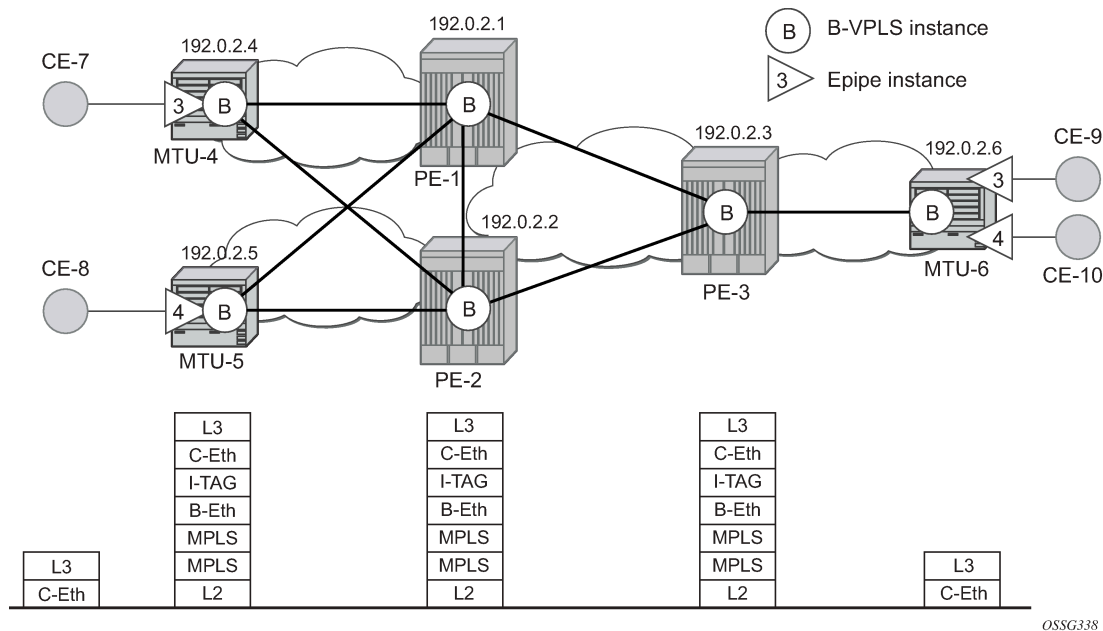 192.0.2.1
B
B-VPLS instance
192.0.2.4
CE-7
3
Epipe instance
3
B
B
192.0.2.3
CE-9
192.0.2.6
MTU-4
PE-1
3
B
B
192.0.2.2
4
192.0.2.5
MTU-6
CE-8
CE-10
PE-3
4
B
B
MTU-5
PE-2
L3
L3
L3
C-Eth
C-Eth
C-Eth
I-TAG
I-TAG
I-TAG
B-Eth
B-Eth
B-Eth
MPLS
MPLS
MPLS
L3
MPLS
MPLS
MPLS
L3
C-Eth
L2
L2
L2
C-Eth
OSSG338